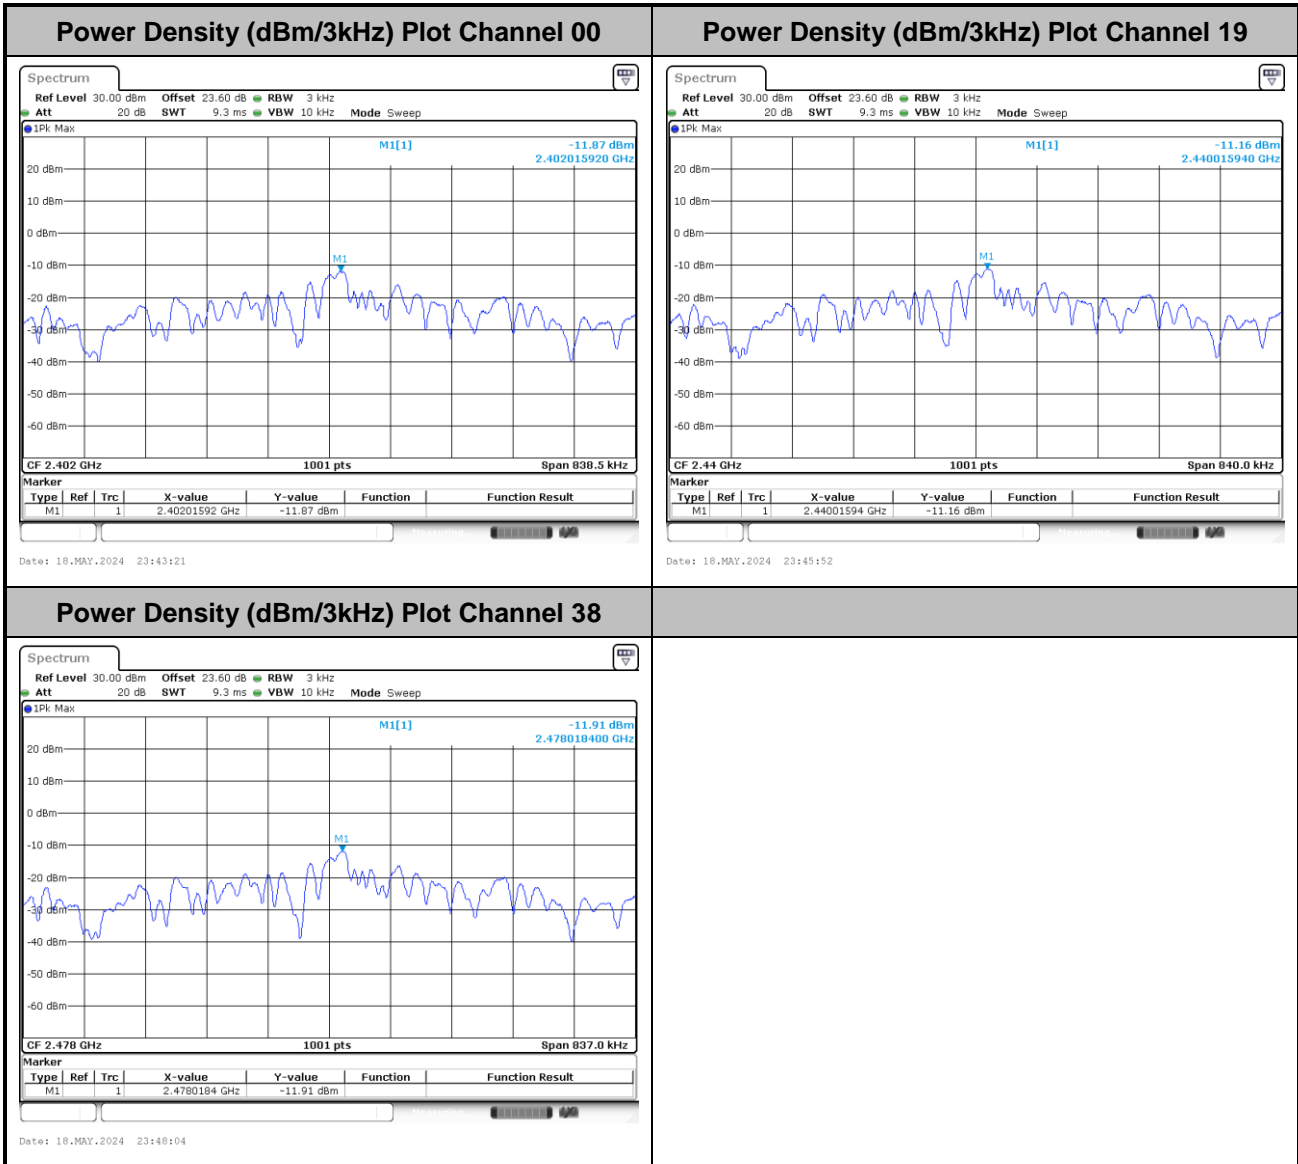 Power Density (dBm/3kHz) Plot Channel 00
Spectrum
Ref Level 30.00 dBm Offset 23.60 dB RBW 3 kHz
Att 20 dB SWT 9.3 ms VBW 10 kHz Mode Sweep
1Pk Max
M1[1] -11.87 dBm
2.402015920 GHz
20 dBm
10 dBm
0 dBm
M1
-10 dBm
-20 dBm
-30 dBm
-40 dBm
-50 dBm
-60 dBm
CF 2.402 GHz 1001 pts Span 838.5 kHz
Marker
Type Ref Trc X-value Y-value Function Function Result
M1 1 2.40201592 GHz -11.87 dBm
Measuring
Date: 18.MAY.2024 23:43:21
Power Density (dBm/3kHz) Plot Channel 19
Spectrum
Ref Level 30.00 dBm Offset 23.60 dB RBW 3 kHz
Att 20 dB SWT 9.3 ms VBW 10 kHz Mode Sweep
1Pk Max
M1[1] -11.16 dBm
2.440015940 GHz
20 dBm
10 dBm
0 dBm
M1
-10 dBm
-20 dBm
-30 dBm
-40 dBm
-50 dBm
-60 dBm
CF 2.44 GHz 1001 pts Span 840.0 kHz
Marker
Type Ref Trc X-value Y-value Function Function Result
M1 1 2.44001594 GHz -11.16 dBm
Measuring
Date: 18.MAY.2024 23:45:52
Power Density (dBm/3kHz) Plot Channel 38
Spectrum
Ref Level 30.00 dBm Offset 23.60 dB RBW 3 kHz
Att 20 dB SWT 9.3 ms VBW 10 kHz Mode Sweep
1Pk Max
M1[1] -11.91 dBm
2.478018400 GHz
20 dBm
10 dBm
0 dBm
M1
-10 dBm
-20 dBm
-30 dBm
-40 dBm
-50 dBm
-60 dBm
CF 2.478 GHz 1001 pts Span 837.0 kHz
Marker
Type Ref Trc X-value Y-value Function Function Result
M1 1 2.4780184 GHz -11.91 dBm
Measuring
Date: 18.MAY.2024 23:48:04